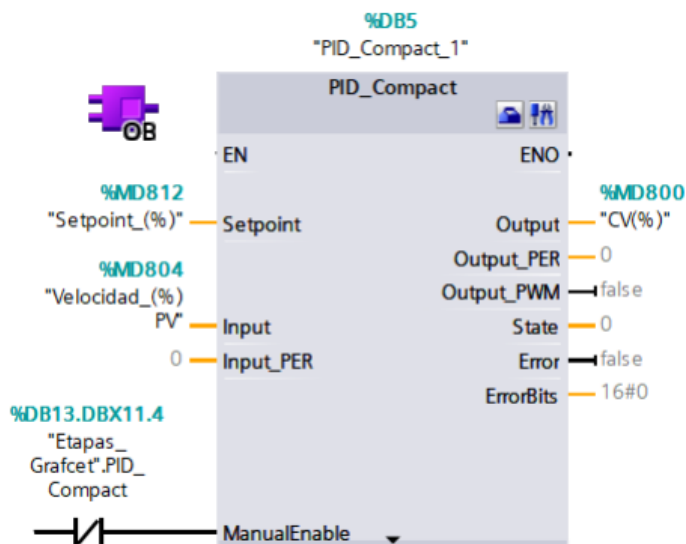 %DB5
"PID_Compact_1"
PID_Compact
OB
EN
ENO
%MD812
"Setpoint_(%)"
Setpoint
%MD800
Output
"CV(%)"
Output_PER
0
%MD804
"Velocidad_(%)
PV"
Output_PWM
false
Input
State
0
0
Input_PER
Error
false
ErrorBits
16#0
%DB13.DBX11.4
"Etapas_
Grafcet".PID_
Compact
ManualEnable